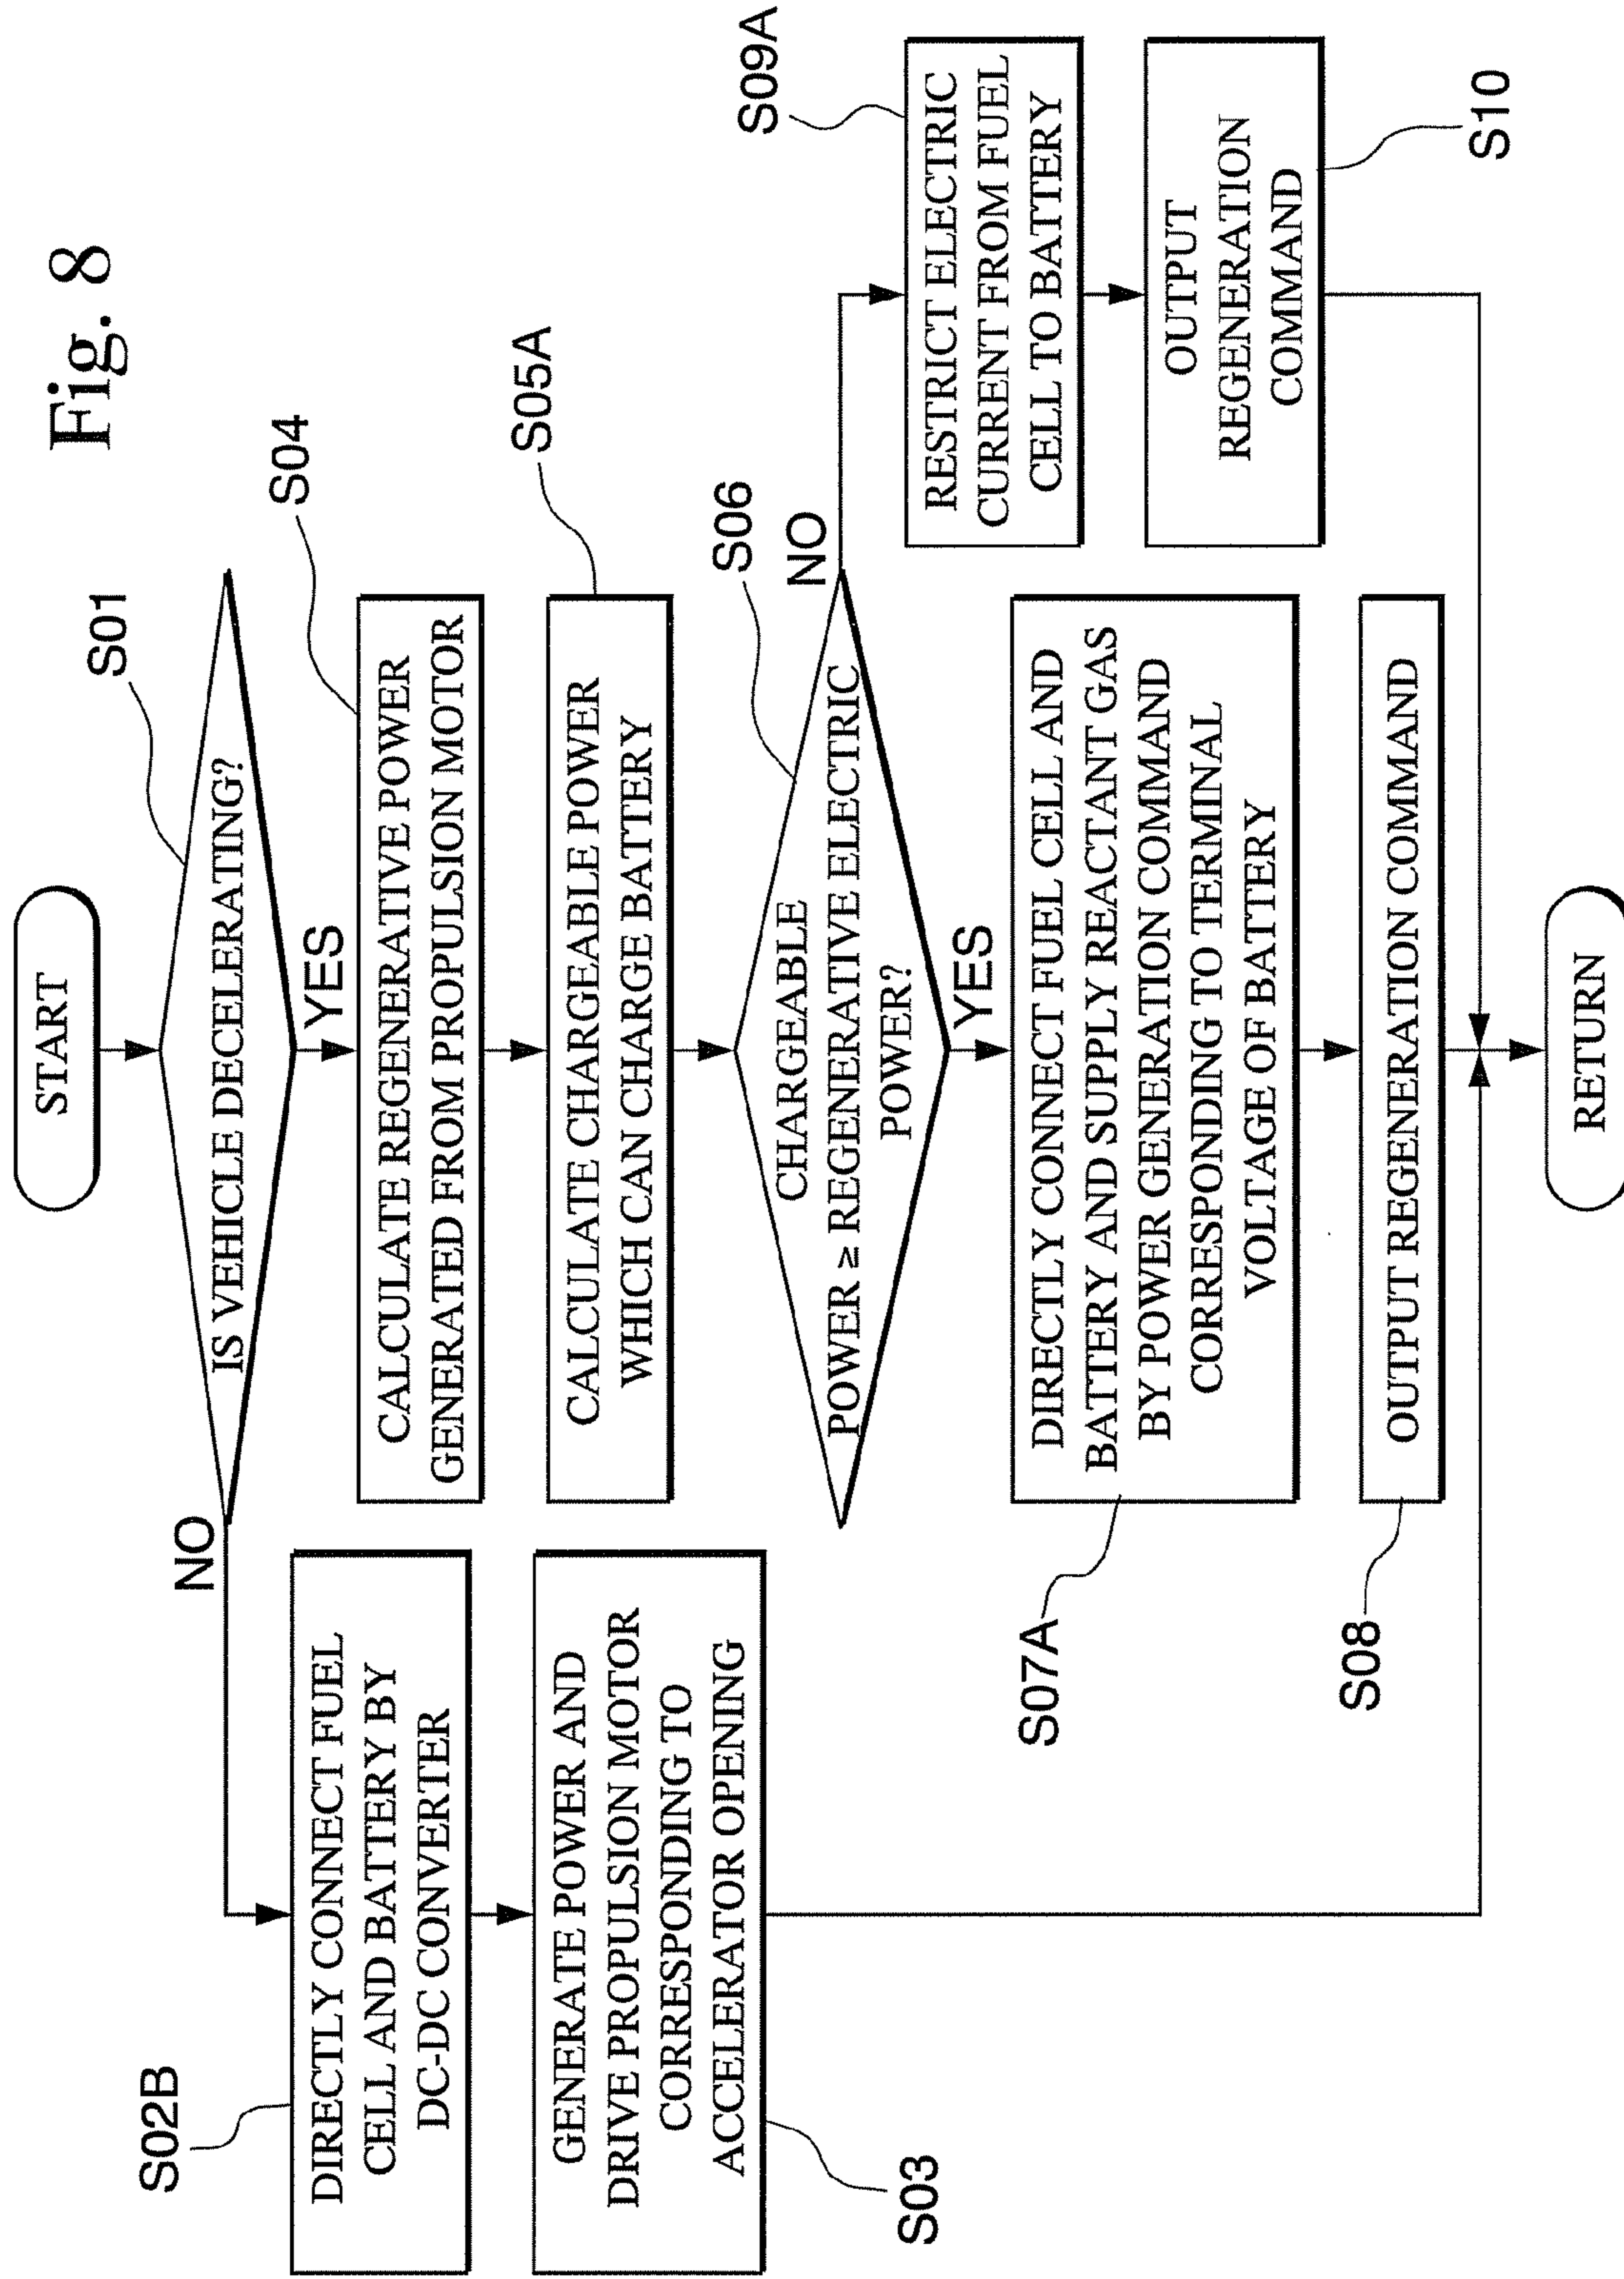 Fig. 8
START
S01
IS VEHICLE DECELERATING?
NO
YES
S02B
DIRECTLY CONNECT FUEL
CELL AND BATTERY BY
DC-DC CONVERTER
S03
GENERATE POWER AND
DRIVE PROPULSION MOTOR
CORRESPONDING TO
ACCELERATOR OPENING
S04
CALCULATE REGENERATIVE POWER
GENERATED FROM PROPULSION MOTOR
S05A
CALCULATE CHARGEABLE POWER
WHICH CAN CHARGE BATTERY
S06
CHARGEABLE
POWER ≥ REGENERATIVE ELECTRIC
POWER?
NO
YES
S07A
DIRECTLY CONNECT FUEL CELL AND
BATTERY AND SUPPLY REACTANT GAS
BY POWER GENERATION COMMAND
CORRESPONDING TO TERMINAL
VOLTAGE OF BATTERY
S08
OUTPUT REGENERATION COMMAND
S09A
RESTRICT ELECTRIC
CURRENT FROM FUEL
CELL TO BATTERY
OUTPUT
REGENERATION
COMMAND
S10
RETURN